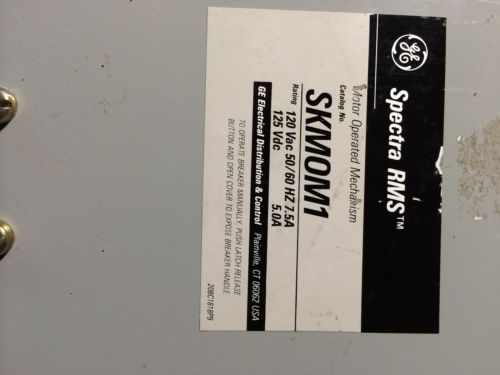 GE
Spectra RMS™
Motor Operated Mechanism
Catalog No.
SKMOM1
Rating 120 Vac 50/60 HZ 7.5A
125 Vdc 5.0A
GE Electrical Distribution & Control Plainville, CT 06062 USA
TO OPERATE BREAKER MANUALLY, PUSH LATCH RELEASE
BUTTON AND OPEN COVER TO EXPOSE BREAKER HANDLE
208C1818P9